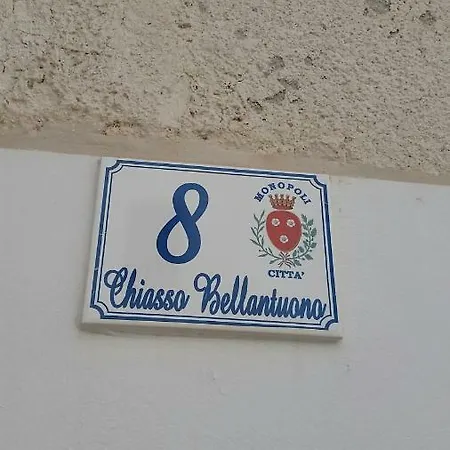 8
MONOPOLI
CITTA'
Chiasso Bellantuono